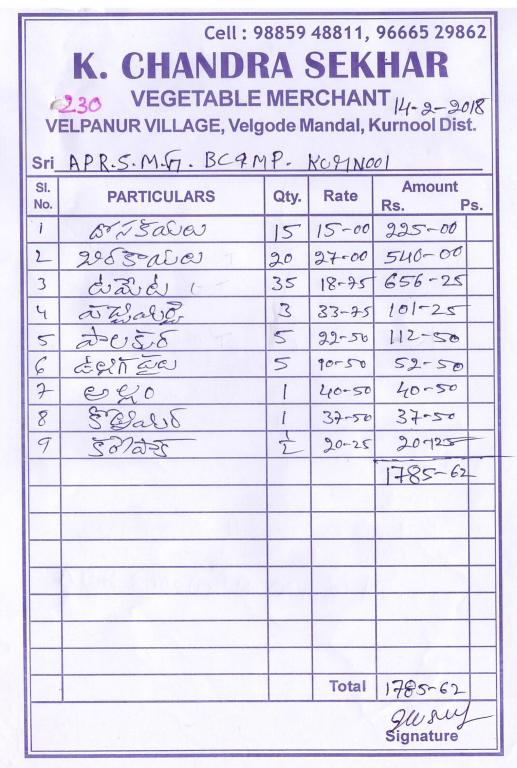 Cell : 98859 48811, 96665 29862
K. CHANDRA SEKHAR
230 VEGETABLE MERCHANT 14-2-2018
VELPANUR VILLAGE, Velgode Mandal, Kurnool Dist.
Sri APR.S.M.G. BC CAMP. Kurnool
Sl. No. PARTICULARS Qty. Rate Amount Rs. Ps.
1 దోసకాయలు 15 15-00 225-00
2 బీరకాయలు 20 27-00 540-00
3 టమోట 35 18-75 656-25
4 పచ్చిమిర్చి 3 33-75 101-25
5 పాలకూర 5 22-50 112-50
6 ఉల్లిగడ్డలు 5 10-50 52-50
7 అల్లం 1 40-50 40-50
8 కొత్తిమీర 1 37-50 37-50
9 కరేపాకు ½ 20-25
1785-62
Total 1785-62
Signature